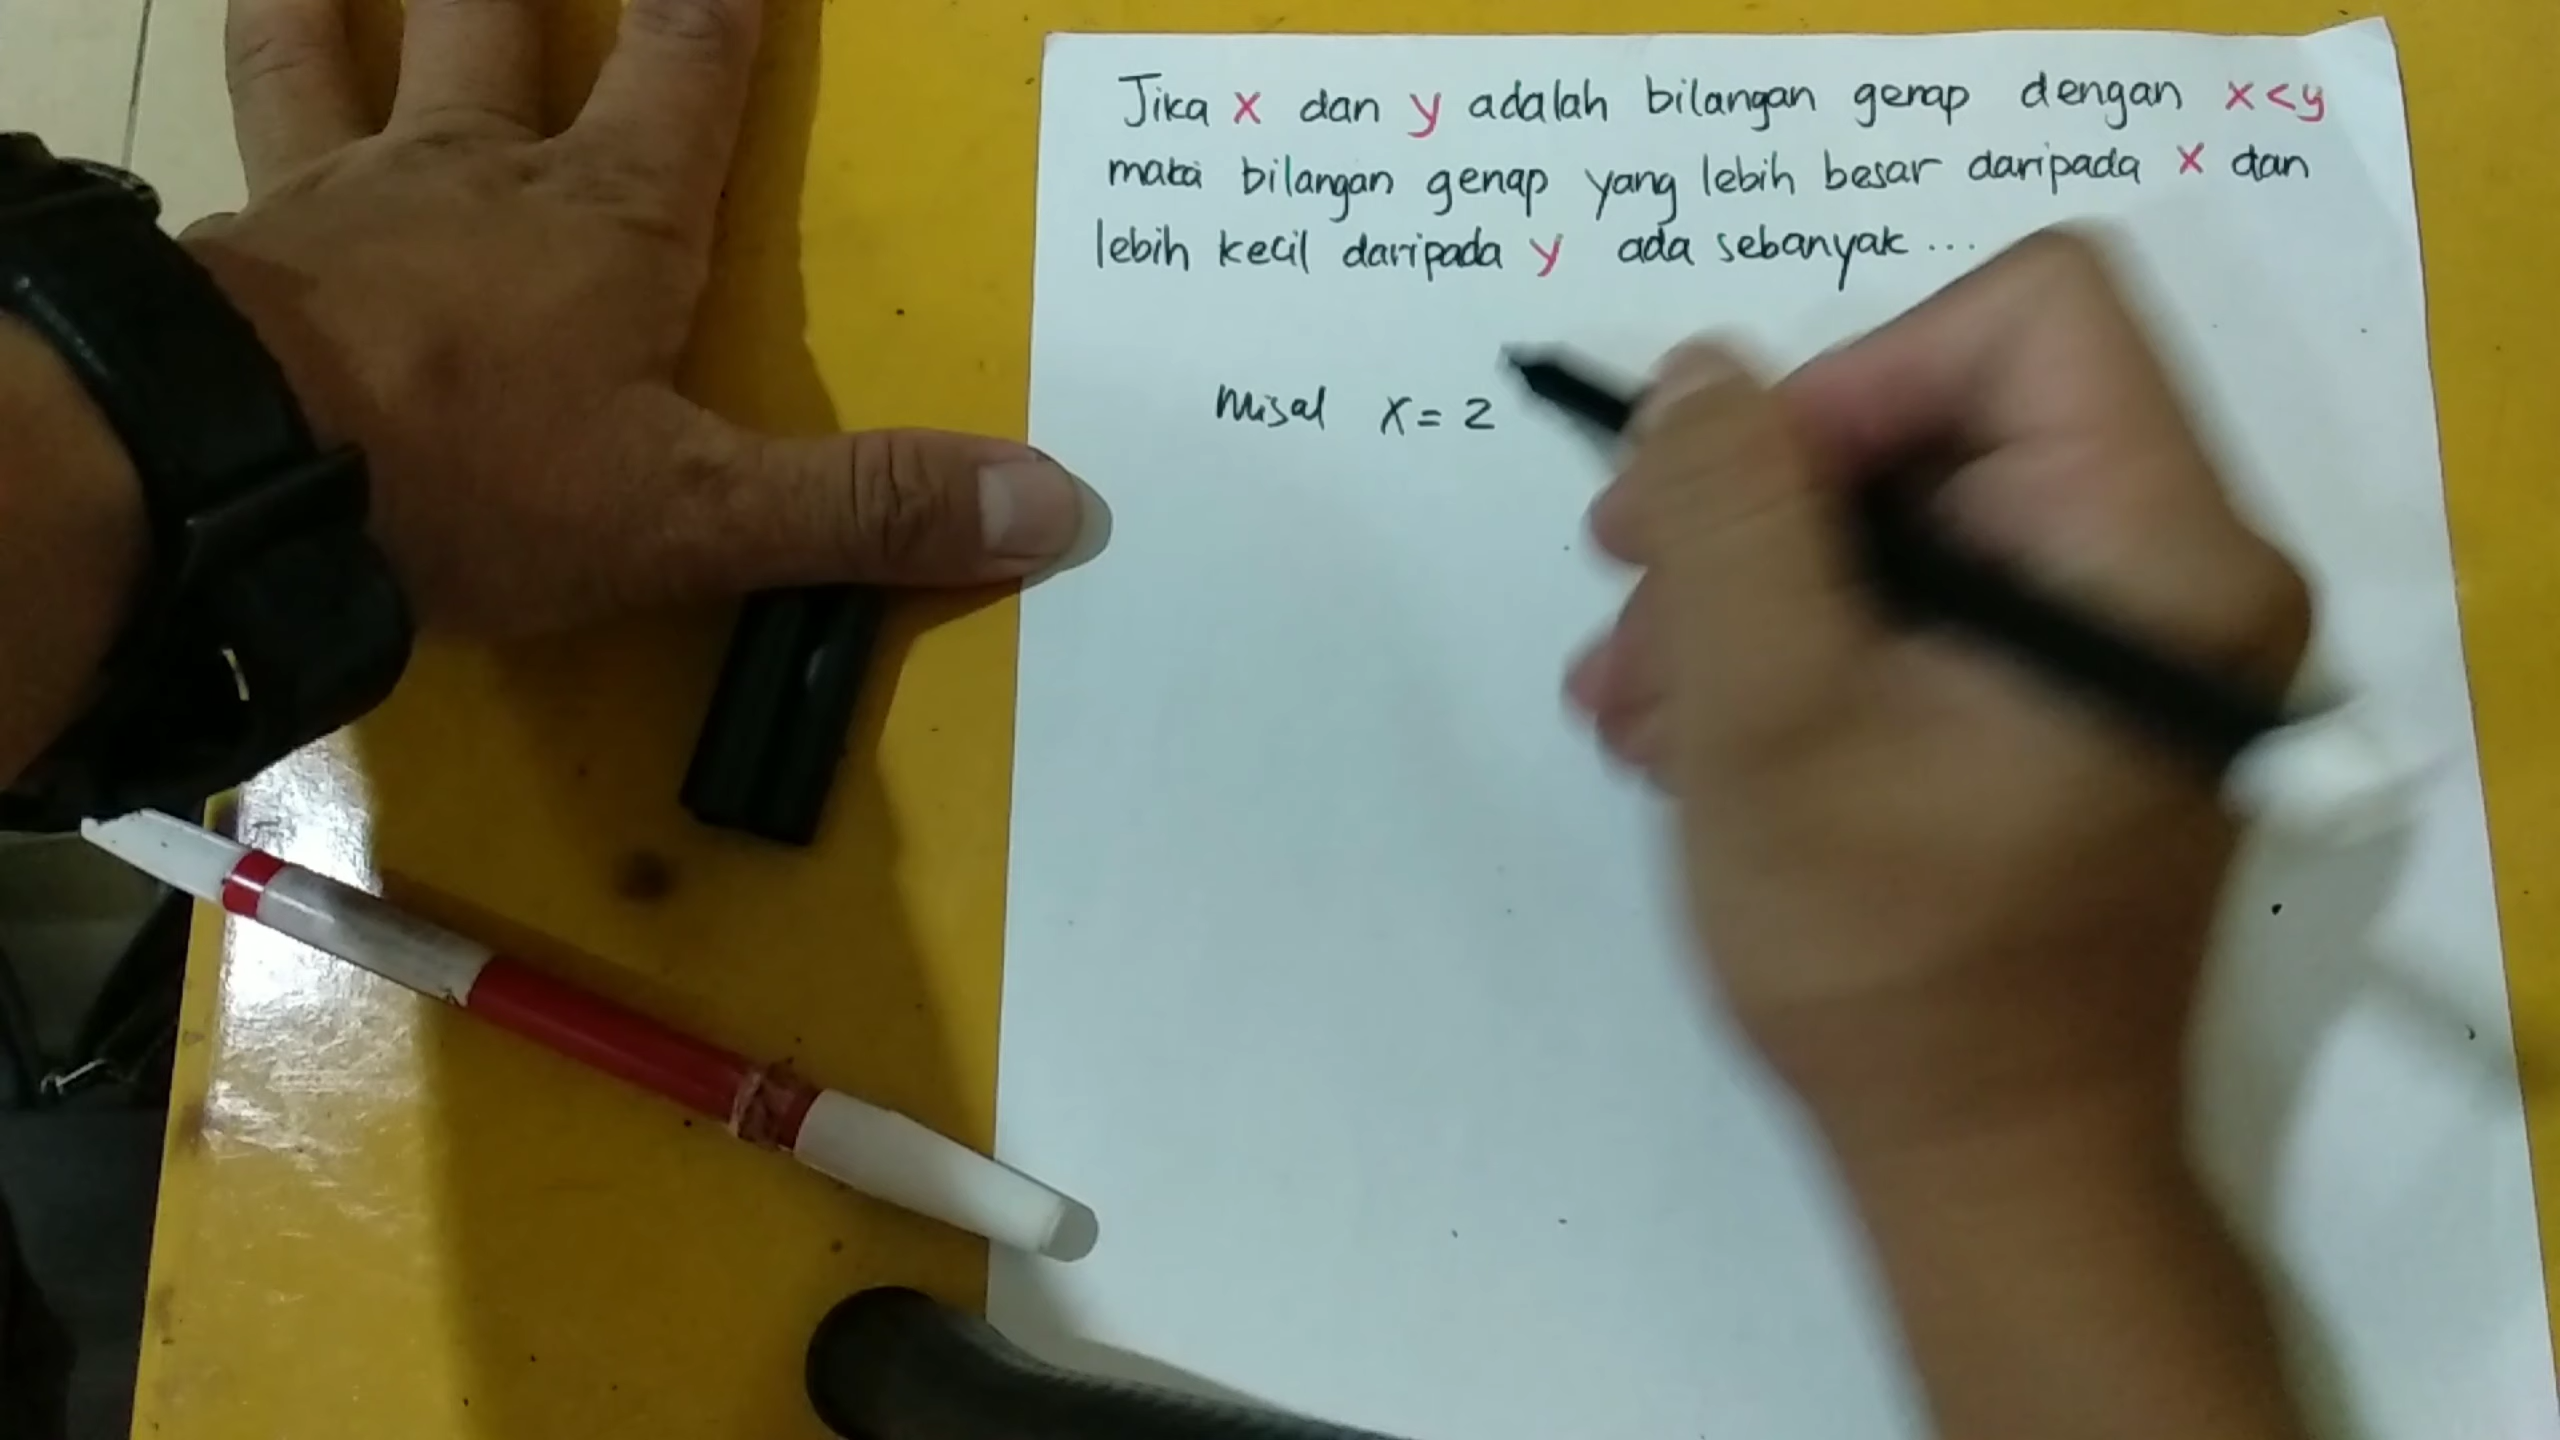 Jika x dan y adalah bilangan genap dengan x<y
maka bilangan genap yang lebih besar daripada x dan
lebih kecil daripada y ada sebanyak ...
Misal x = 2